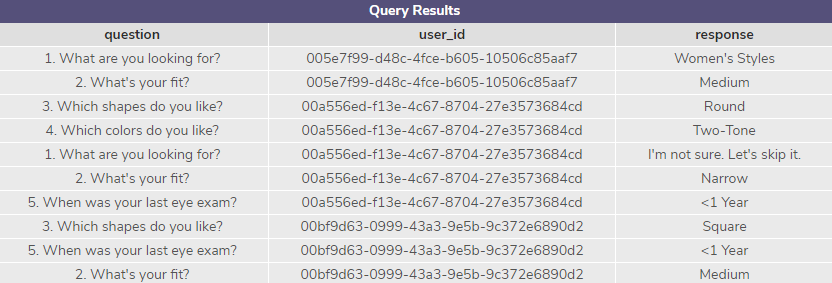 Query Results
question user_id response
1. What are you looking for? 005e7f99-d48c-4fce-b605-10506c85aaf7 Women's Styles
2. What's your fit? 005e7f99-d48c-4fce-b605-10506c85aaf7 Medium
3. Which shapes do you like? 00a556ed-f13e-4c67-8704-27e3573684cd Round
4. Which colors do you like? 00a556ed-f13e-4c67-8704-27e3573684cd Two-Tone
1. What are you looking for? 00a556ed-f13e-4c67-8704-27e3573684cd I'm not sure. Let's skip it.
2. What's your fit? 00a556ed-f13e-4c67-8704-27e3573684cd Narrow
5. When was your last eye exam? 00a556ed-f13e-4c67-8704-27e3573684cd <1 Year
3. Which shapes do you like? 00bf9d63-0999-43a3-9e5b-9c372e6890d2 Square
5. When was your last eye exam? 00bf9d63-0999-43a3-9e5b-9c372e6890d2 <1 Year
2. What's your fit? 00bf9d63-0999-43a3-9e5b-9c372e6890d2 Medium